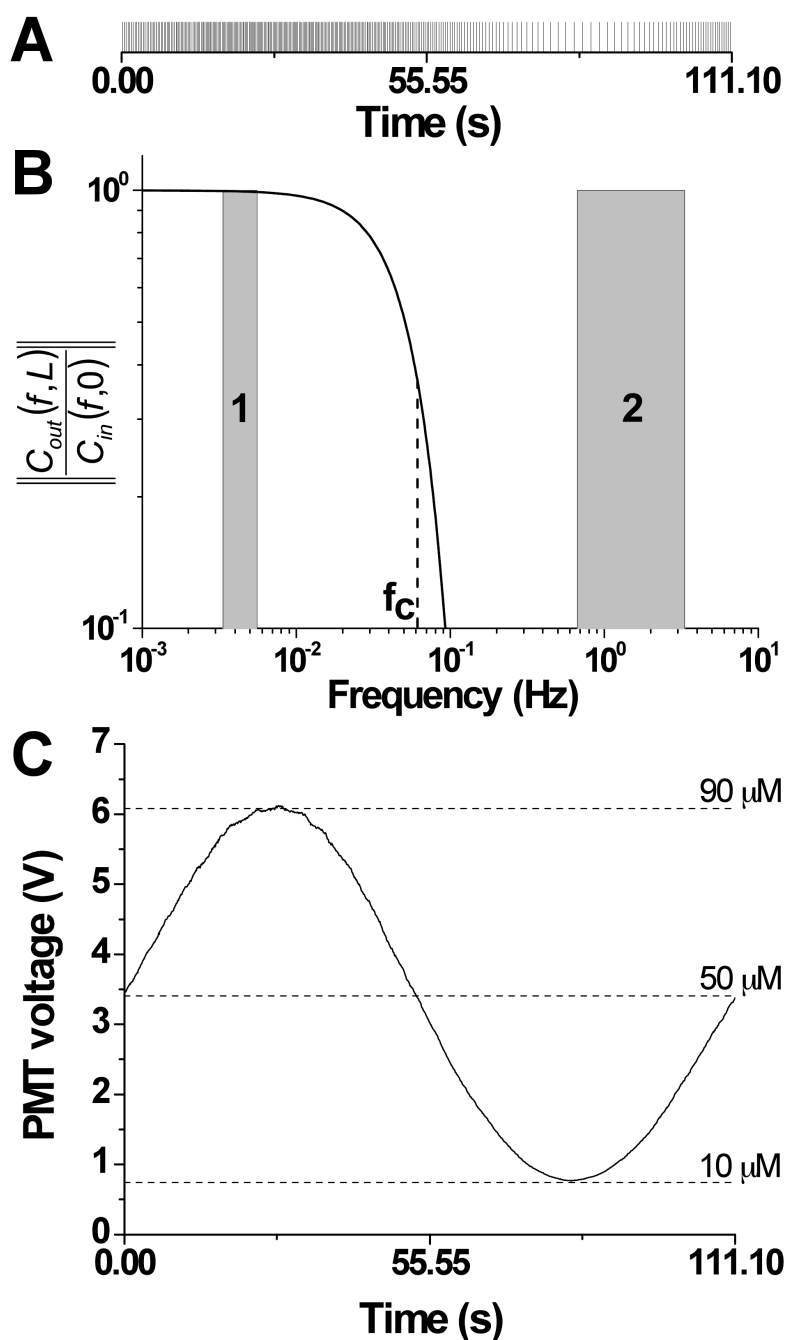 A
0.00 55.55 111.10
Time (s)
B
10⁰
C_out(f,L)
C_in(f,0)
1
2
f_C
10⁻¹
10⁻³ 10⁻² 10⁻¹ 10⁰ 10¹
Frequency (Hz)
C
7
90 µM
6
5
PMT voltage (V)
4
50 µM
3
2
1
10 µM
0
0.00 55.55 111.10
Time (s)